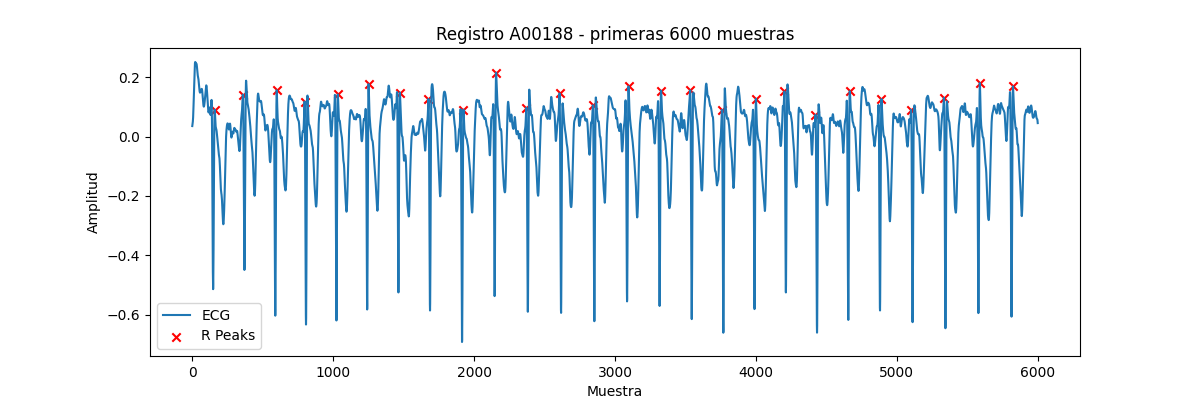 Registro A00188 - primeras 6000 muestras
Amplitud
0.2
0.0
−0.2
−0.4
−0.6
ECG
R Peaks
0 1000 2000 3000 4000 5000 6000
Muestra